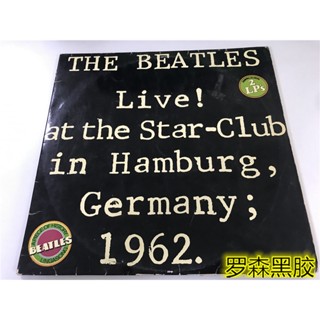 THE BEATLES
2
LPs
Live!
at the Star-Club
in Hamburg,
Germany;
1962.
BEATLES
罗森黑胶